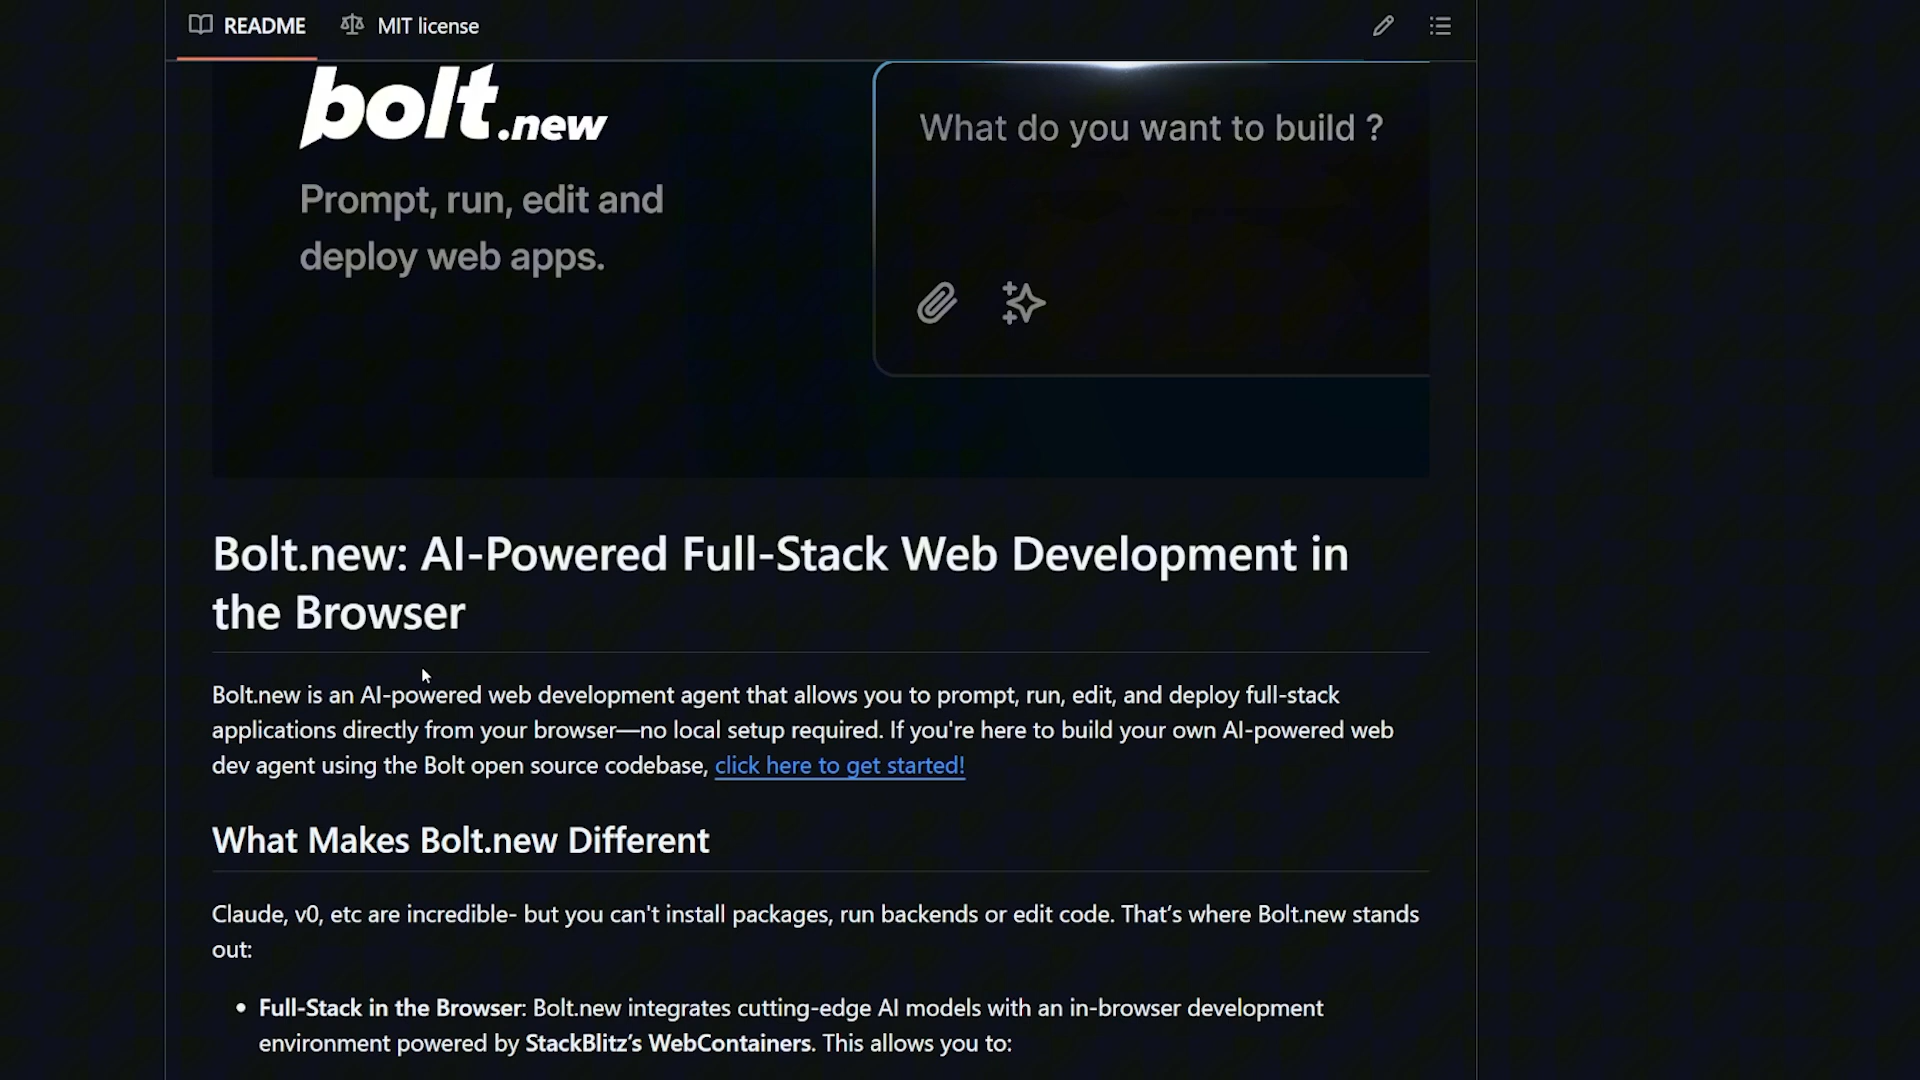 README
MIT license
bolt.new
Prompt, run, edit and
deploy web apps.
What do you want to build ?
Bolt.new: AI-Powered Full-Stack Web Development in
the Browser
Bolt.new is an AI-powered web development agent that allows you to prompt, run, edit, and deploy full-stack
applications directly from your browser—no local setup required. If you're here to build your own AI-powered web
dev agent using the Bolt open source codebase, click here to get started!
What Makes Bolt.new Different
Claude, v0, etc are incredible- but you can't install packages, run backends or edit code. That’s where Bolt.new stands
out:
• Full-Stack in the Browser: Bolt.new integrates cutting-edge AI models with an in-browser development
environment powered by StackBlitz’s WebContainers. This allows you to: